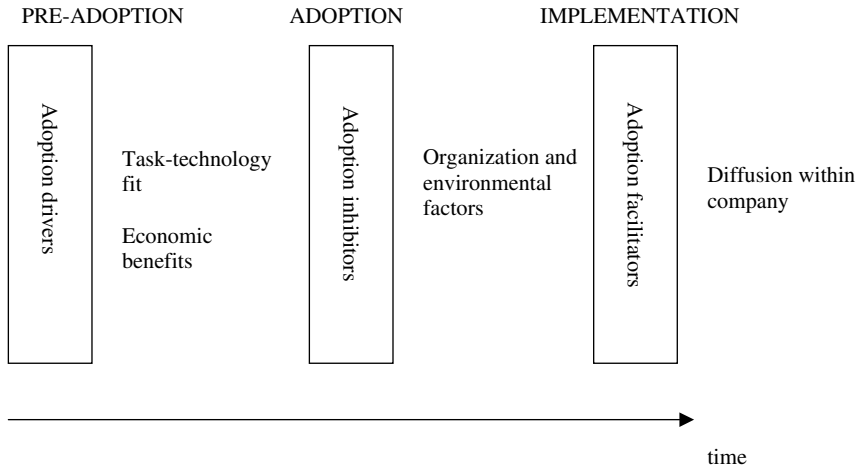 PRE-ADOPTION
ADOPTION
IMPLEMENTATION
Adoption drivers
Task-technology
fit
Economic
benefits
Adoption inhibitors
Organization and
environmental
factors
Adoption facilitators
Diffusion within
company
time